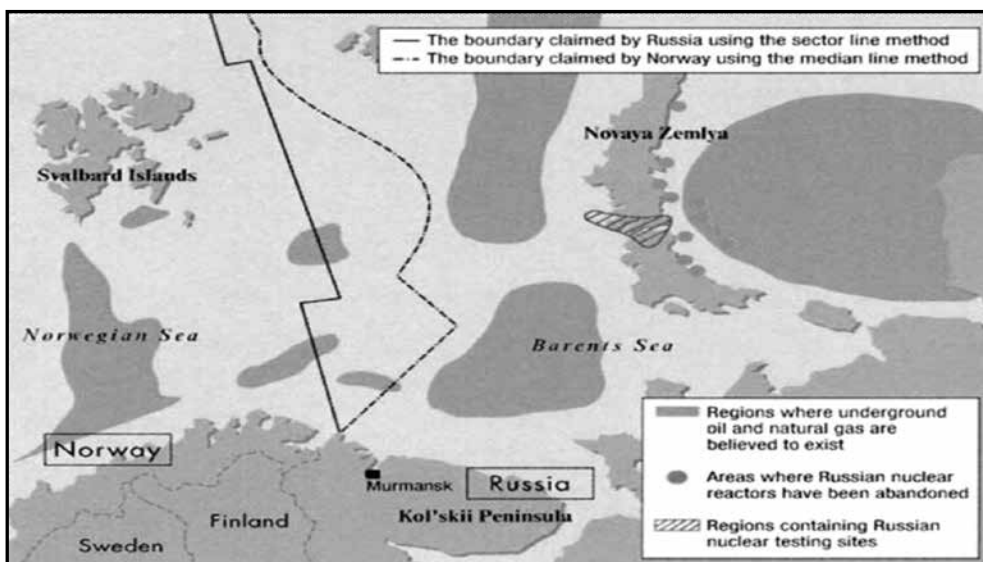 The boundary claimed by Russia using the sector line method
The boundary claimed by Norway using the median line method
Novaya Zemlya
Svalbard Islands
Norwegian Sea
Barents Sea
Regions where underground
oil and natural gas are
believed to exist
Norway
Areas where Russian nuclear
reactors have been abandoned
Murmansk
Russia
Kol'skii Peninsula
Finland
Regions containing Russian
nuclear testing sites
Sweden